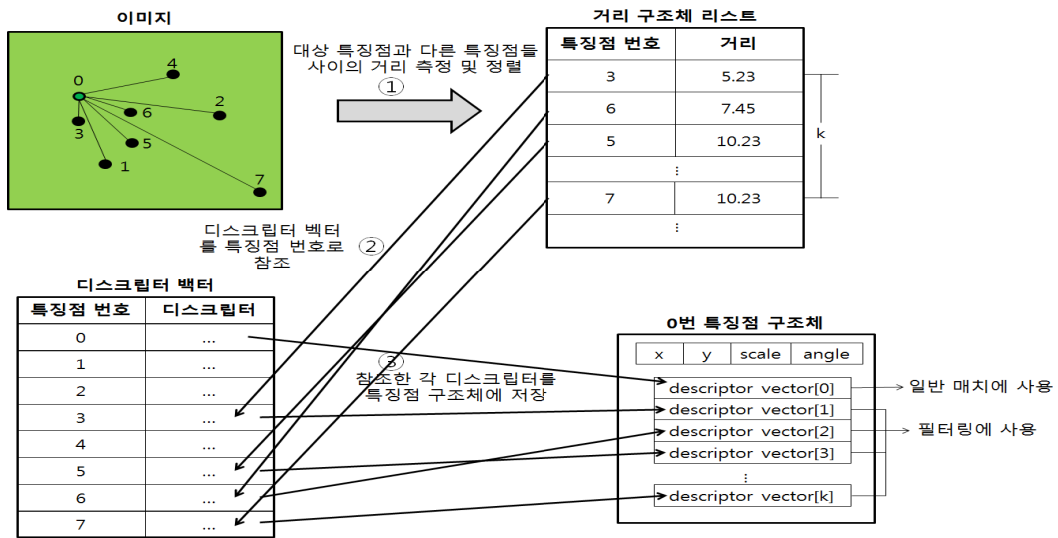 이미지
0
4
2
6
3
5
1
7
대상 특징점과 다른 특징점들
사이의 거리 측정 및 정렬
①
거리 구조체 리스트
특징점 번호 거리
3 5.23
6 7.45
5 10.23
⋮
7 10.23
⋮
k
디스크립터 벡터
를 특징점 번호로
참조
②
디스크립터 백터
특징점 번호 디스크립터
0 ...
1 ...
2 ...
3 ...
4 ...
5 ...
6 ...
7 ...
③
참조한 각 디스크립터를
특징점 구조체에 저장
0번 특징점 구조체
x y scale angle
descriptor vector[0]
descriptor vector[1]
descriptor vector[2]
descriptor vector[3]
⋮
descriptor vector[k]
일반 매치에 사용
필터링에 사용